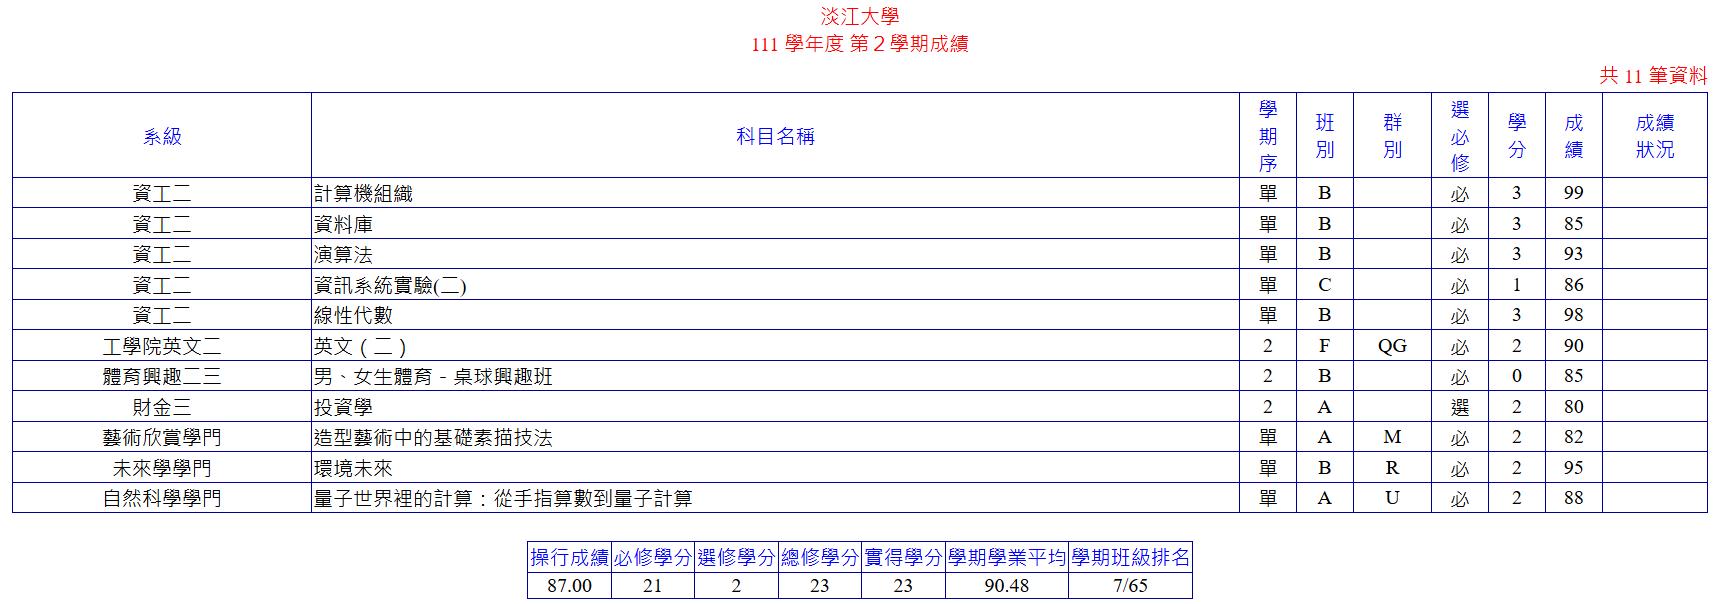 淡江大學
111 學年度 第 2 學期成績
共 11 筆資料
系級 科目名稱 學期序 班別 群別 選必修 學分 成績 成績狀況
資工二 計算機組織 單 B 必 3 99
資工二 資料庫 單 B 必 3 85
資工二 演算法 單 B 必 3 93
資工二 資訊系統實驗(二) 單 C 必 1 86
資工二 線性代數 單 B 必 3 98
工學院英文二 英文（二） 2 F QG 必 2 90
體育興趣二三 男、女生體育－桌球興趣班 2 B 必 0 85
財金三 投資學 2 A 選 2 80
藝術欣賞學門 造型藝術中的基礎素描技法 單 A M 必 2 82
未來學學門 環境未來 單 B R 必 2 95
自然科學學門 量子世界裡的計算：從手指算數到量子計算 單 A U 必 2 88
操行成績 必修學分 選修學分 總修學分 實得學分 學期學業平均 學期班級排名
87.00 21 2 23 23 90.48 7/65